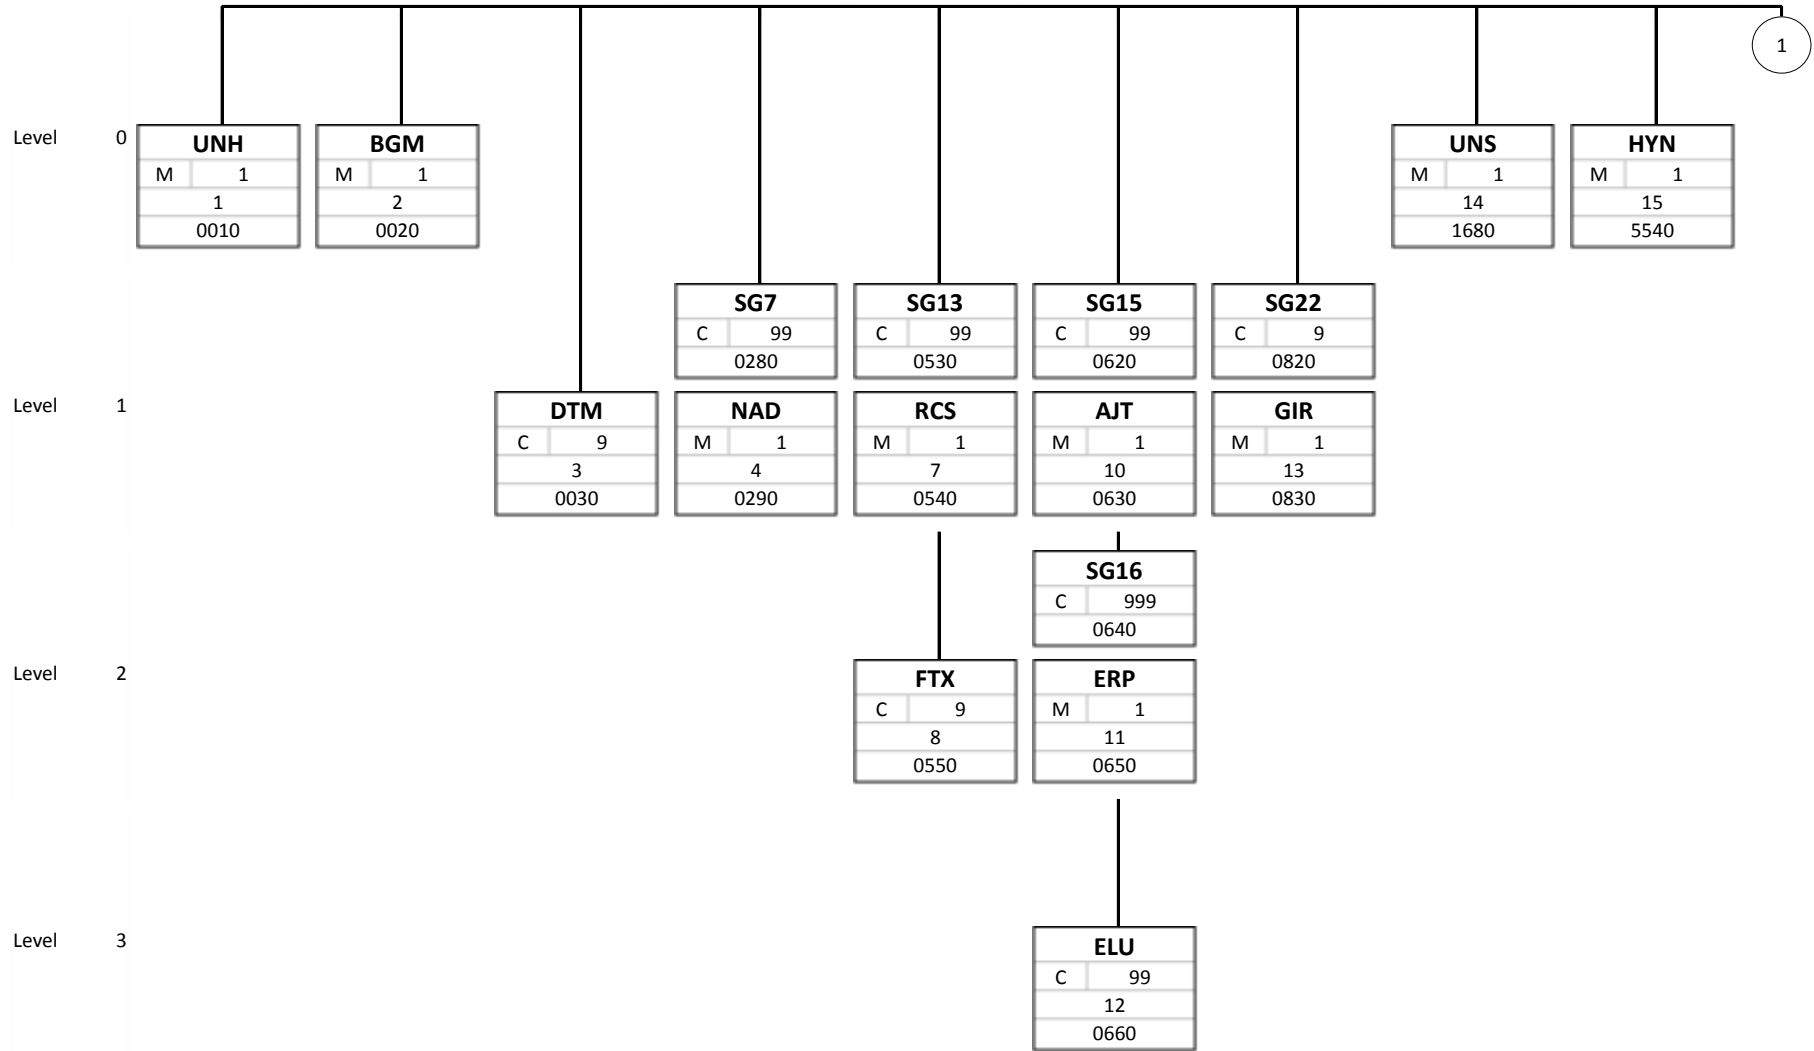 1
Level 0
UNH
M 1
1
0010
BGM
M 1
2
0020
UNS
M 1
14
1680
HYN
M 1
15
5540
SG7
C 99
0280
SG13
C 99
0530
SG15
C 99
0620
SG22
C 9
0820
Level 1
DTM
C 9
3
0030
NAD
M 1
4
0290
RCS
M 1
7
0540
AJT
M 1
10
0630
GIR
M 1
13
0830
SG16
C 999
0640
Level 2
FTX
C 9
8
0550
ERP
M 1
11
0650
Level 3
ELU
C 99
12
0660